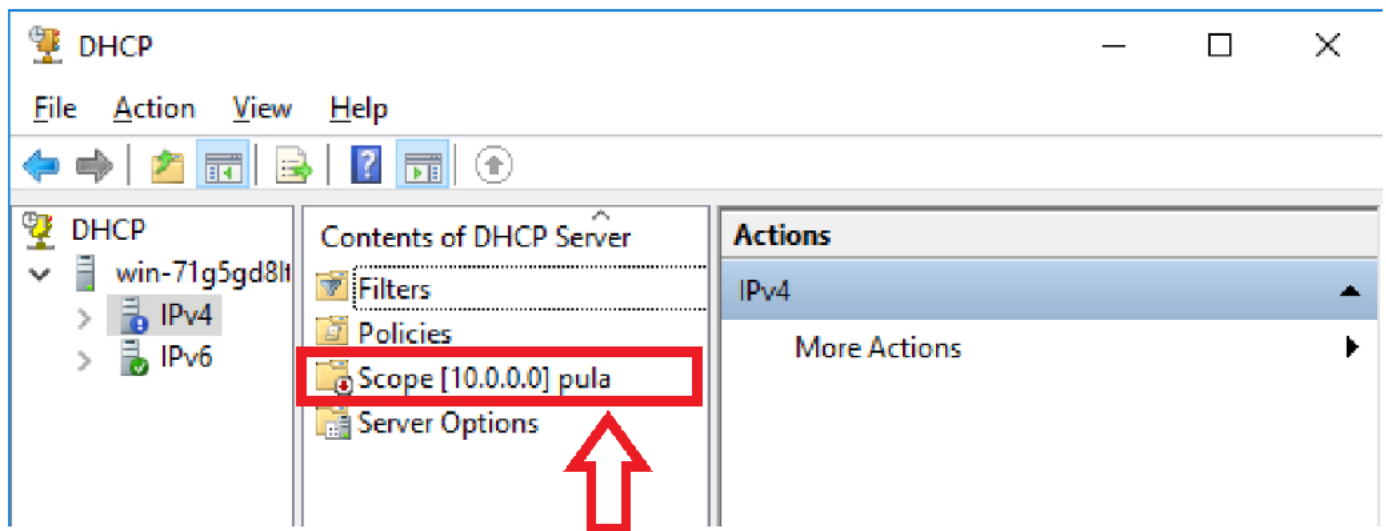 DHCP
File Action View Help
DHCP
win-71g5gd8lt
IPv4
IPv6
Contents of DHCP Server
Filters
Policies
Scope [10.0.0.0] pula
Server Options
Actions
IPv4
More Actions